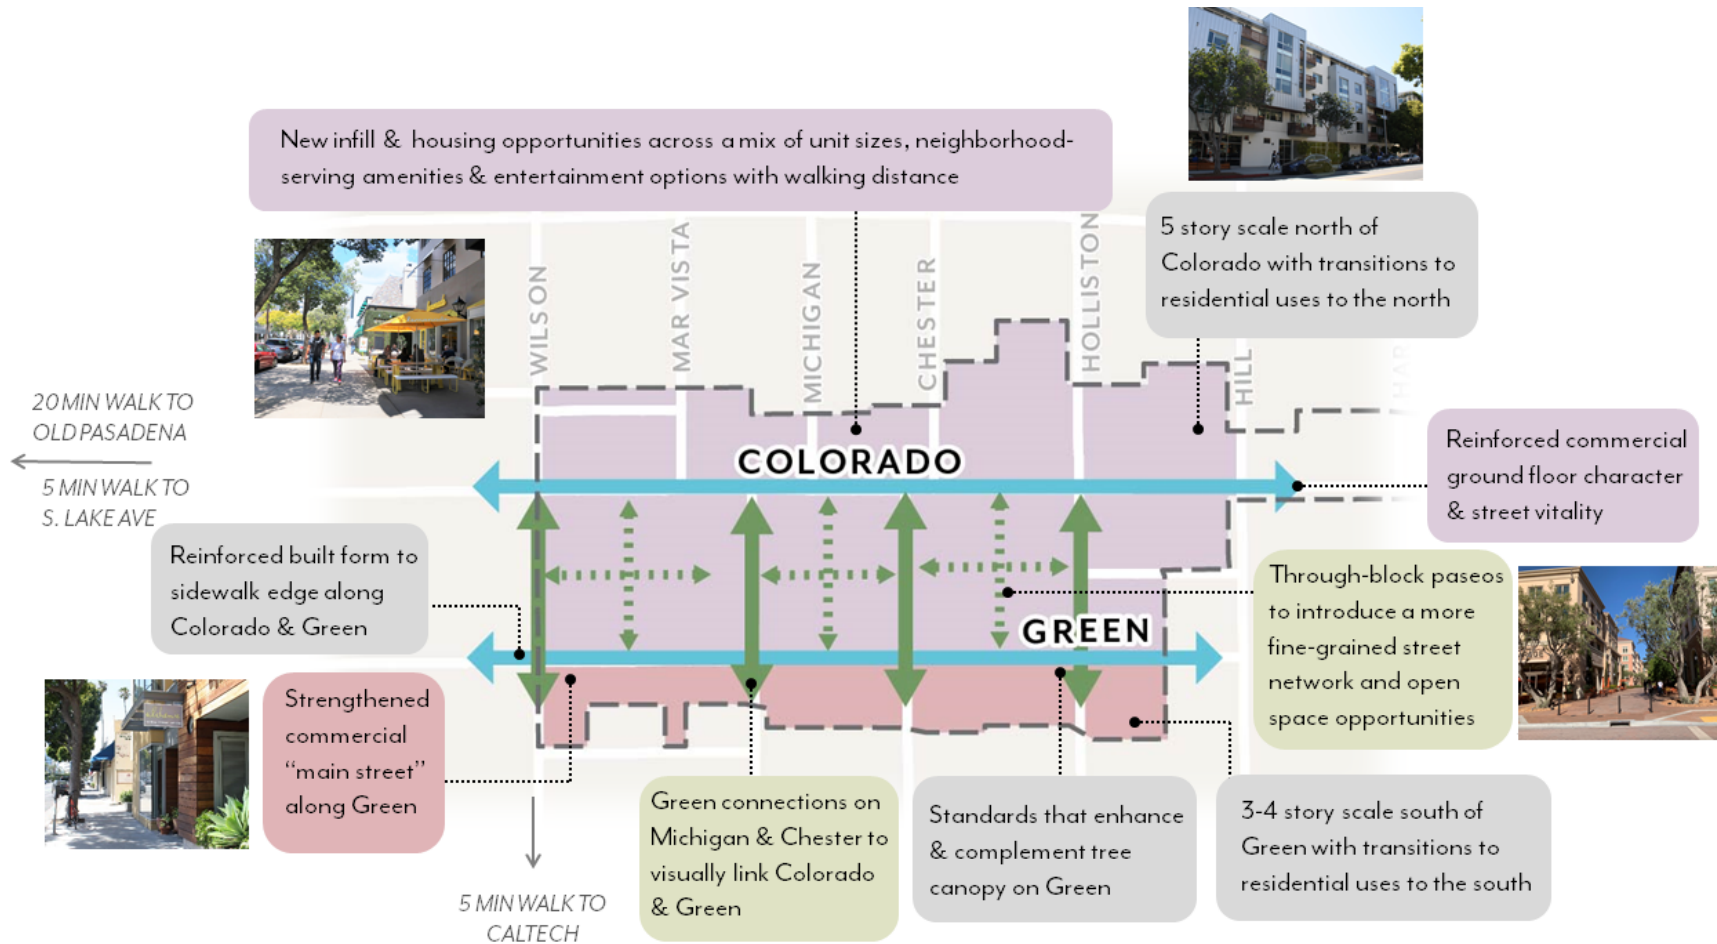 New infill & housing opportunities across a mix of unit sizes, neighborhood-
serving amenities & entertainment options with walking distance
5 story scale north of
Colorado with transitions to
residential uses to the north
WILSON
MAR VISTA
MICHIGAN
CHESTER
HOLLISTON
HILL
20 MIN WALK TO
OLD PASADENA
5 MIN WALK TO
S. LAKE AVE
COLORADO
Reinforced commercial
ground floor character
& street vitality
Reinforced built form to
sidewalk edge along
Colorado & Green
Through-block paseos
to introduce a more
fine-grained street
network and open
space opportunities
GREEN
Strengthened
commercial
“main street”
along Green
Green connections on
Michigan & Chester to
visually link Colorado
& Green
Standards that enhance
& complement tree
canopy on Green
3-4 story scale south of
Green with transitions to
residential uses to the south
5 MIN WALK TO
CALTECH